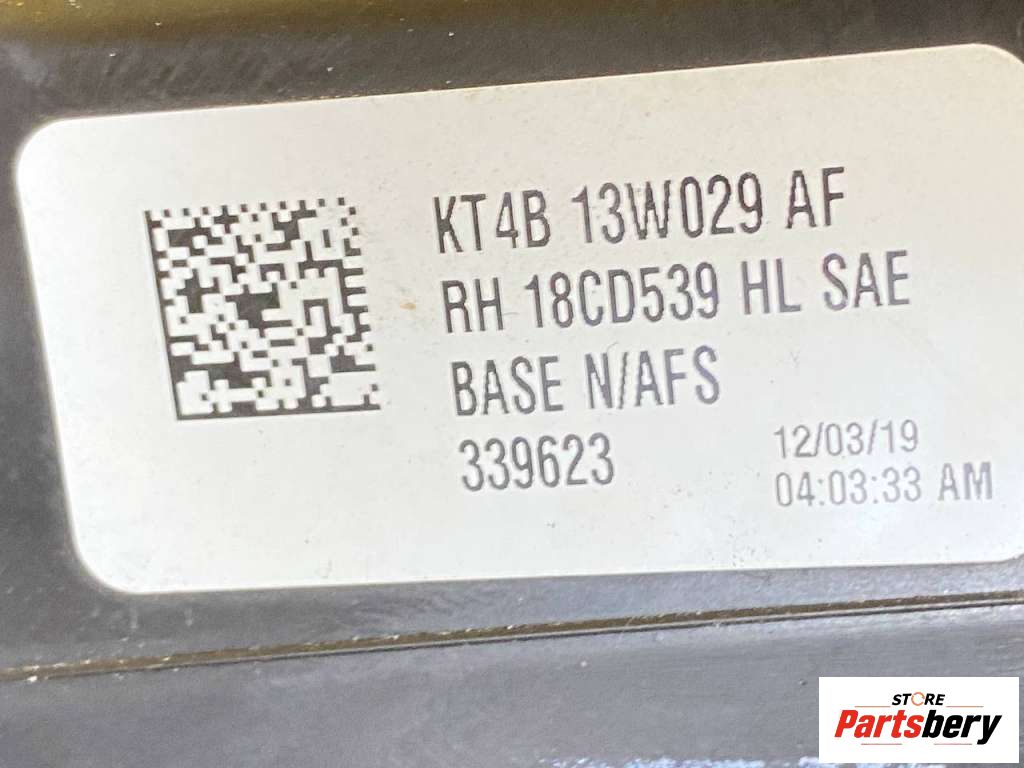 KT4B 13W029 AF
RH 18CD539 HL SAE
BASE N/AFS
339623
12/03/19
04:03:33 AM
STORE
Partsbery